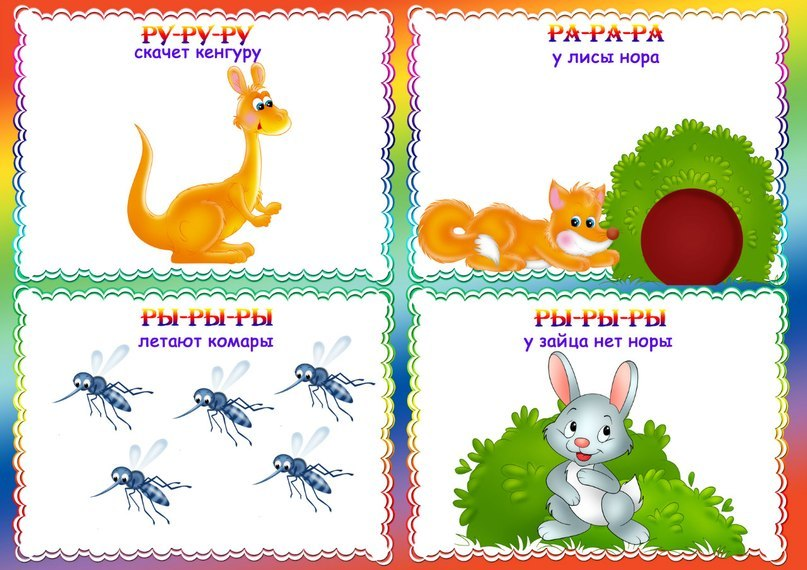 РУ-РУ-РУ
скачет кенгуру
РА-РА-РА
у лисы нора
РЫ-РЫ-РЫ
летают комары
РЫ-РЫ-РЫ
у зайца нет норы